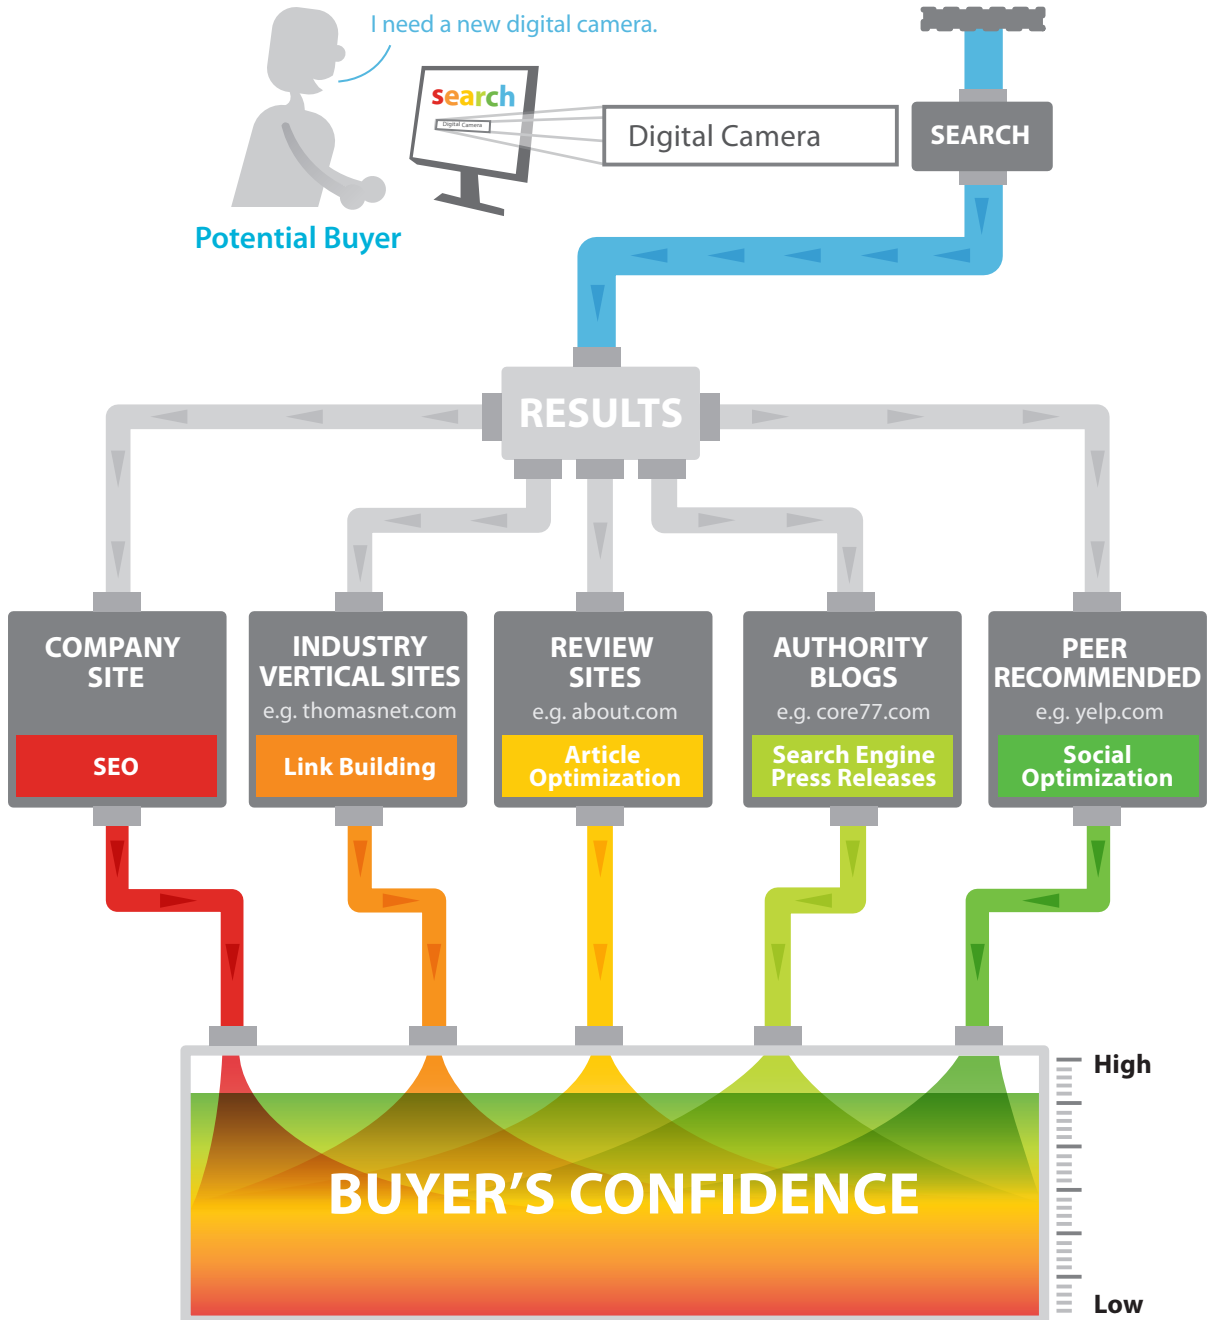 I need a new digital camera.
search
Digital Camera
Digital Camera
SEARCH
Potential Buyer
RESULTS
COMPANY
SITE
SEO
INDUSTRY
VERTICAL SITES
e.g. thomasnet.com
Link Building
REVIEW
SITES
e.g. about.com
Article
Optimization
AUTHORITY
BLOGS
e.g. core77.com
Search Engine
Press Releases
PEER
RECOMMENDED
e.g. yelp.com
Social
Optimization
High
BUYER'S CONFIDENCE
Low